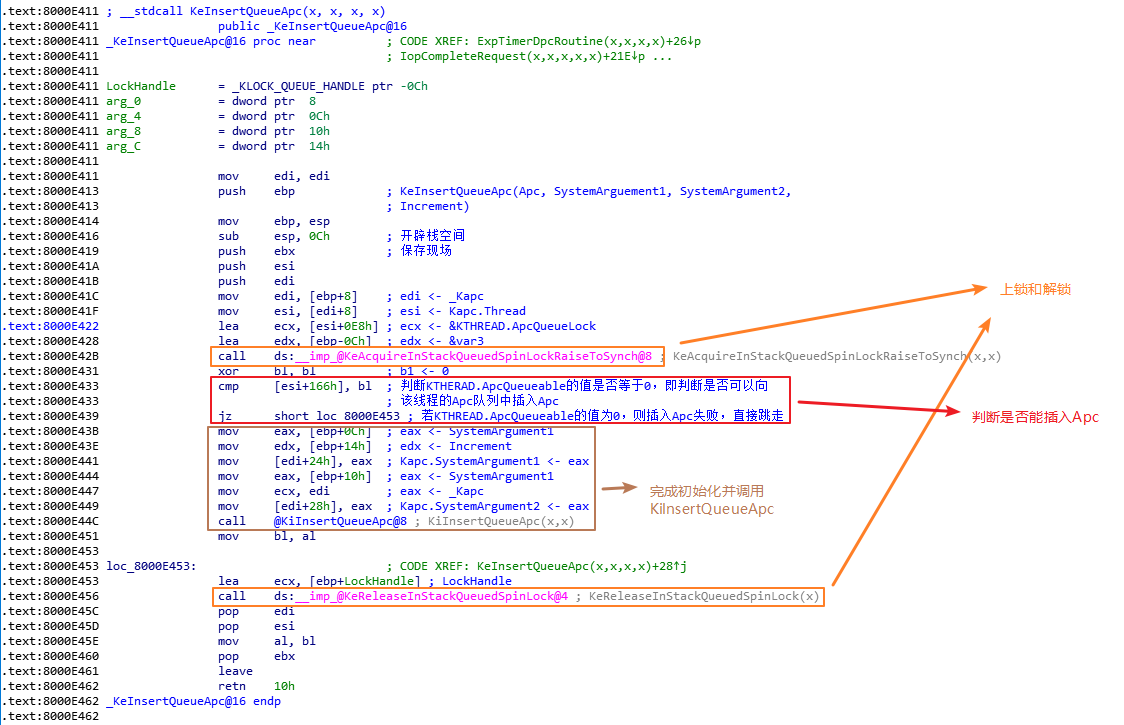 .text:8000E411 ; __stdcall KeInsertQueueApc(x, x, x, x)
.text:8000E411 public _KeInsertQueueApc@16
.text:8000E411 _KeInsertQueueApc@16 proc near ; CODE XREF: ExpTimerDpcRoutine(x,x,x,x)+26↓p
.text:8000E411 ; IopCompleteRequest(x,x,x,x,x)+21E↓p ...
.text:8000E411
.text:8000E411 LockHandle = _KLOCK_QUEUE_HANDLE ptr -0Ch
.text:8000E411 arg_0 = dword ptr 8
.text:8000E411 arg_4 = dword ptr 0Ch
.text:8000E411 arg_8 = dword ptr 10h
.text:8000E411 arg_C = dword ptr 14h
.text:8000E411
.text:8000E411 mov edi, edi
.text:8000E413 push ebp ; KeInsertQueueApc(Apc, SystemArguement1, SystemArgument2,
.text:8000E413 ; Increment)
.text:8000E414 mov ebp, esp
.text:8000E416 sub esp, 0Ch ; 开辟栈空间
.text:8000E419 push ebx ; 保存现场
.text:8000E41A push esi
.text:8000E41B push edi
.text:8000E41C mov edi, [ebp+8] ; edi <- _Kapc
.text:8000E41F mov esi, [edi+8] ; esi <- Kapc.Thread
.text:8000E422 lea ecx, [esi+0E8h] ; ecx <- &KTHREAD.ApcQueueLock
.text:8000E428 lea edx, [ebp-0Ch] ; edx <- &var3
.text:8000E42B call ds:__imp_@KeAcquireInStackQueuedSpinLockRaiseToSynch@8 ; KeAcquireInStackQueuedSpinLockRaiseToSynch(x,x)
.text:8000E431 xor bl, bl ; b1 <- 0
.text:8000E433 cmp [esi+166h], bl ; 判断KTHERAD.ApcQueueable的值是否等于0，即判断是否可以向
.text:8000E433 ; 该线程的Apc队列中插入Apc
.text:8000E439 jz short loc_8000E453 ; 若KTHREAD.ApcQueueable的值为0，则插入Apc失败，直接跳走
.text:8000E43B mov eax, [ebp+0Ch] ; eax <- SystemArgument1
.text:8000E43E mov edx, [ebp+14h] ; edx <- Increment
.text:8000E441 mov [edi+24h], eax ; Kapc.SystemArgument1 <- eax
.text:8000E444 mov eax, [ebp+10h] ; eax <- SystemArgument1
.text:8000E447 mov ecx, edi ; eax <- _Kapc
.text:8000E449 mov [edi+28h], eax ; Kapc.SystemArgument2 <- eax
.text:8000E44C call @KiInsertQueueApc@8 ; KiInsertQueueApc(x,x)
.text:8000E451 mov bl, al
.text:8000E453
.text:8000E453 loc_8000E453: ; CODE XREF: KeInsertQueueApc(x,x,x,x)+28↑j
.text:8000E453 lea ecx, [ebp+LockHandle] ; LockHandle
.text:8000E456 call ds:__imp_@KeReleaseInStackQueuedSpinLock@4 ; KeReleaseInStackQueuedSpinLock(x)
.text:8000E45C pop edi
.text:8000E45D pop esi
.text:8000E45E mov al, bl
.text:8000E460 pop ebx
.text:8000E461 leave
.text:8000E462 retn 10h
.text:8000E462 _KeInsertQueueApc@16 endp
.text:8000E462
上锁和解锁
判断是否能插入Apc
完成初始化并调用
KiInsertQueueApc